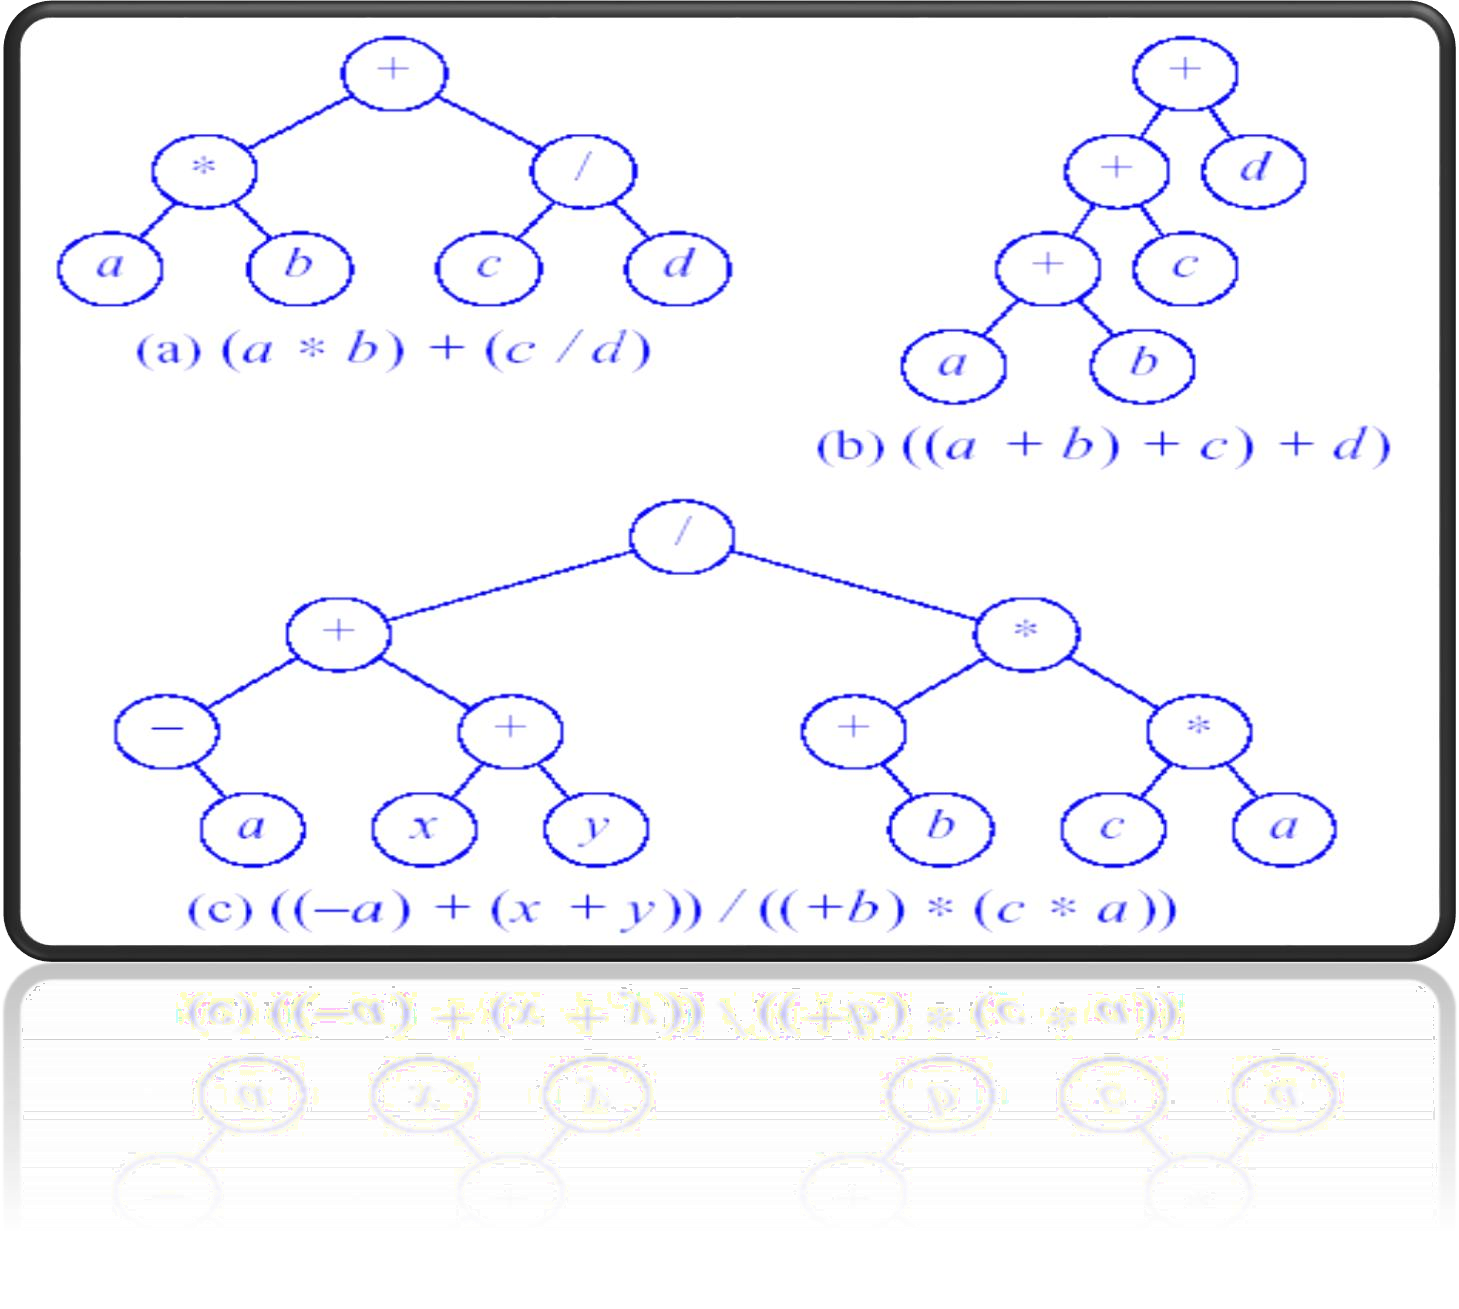 +
* /
a b c d
(a) (a * b) + (c / d)
+
+ d
+ c
a b
(b) ((a + b) + c) + d)
/
+ *
− + + *
a x y b c a
(c) ((−a) + (x + y)) / ((+b) * (c * a))